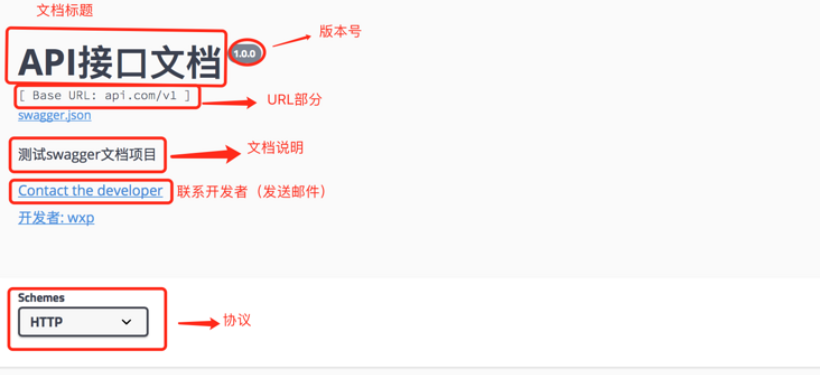 文档标题
API接口文档 1.0.0 版本号
[ Base URL: api.com/v1 ] URL部分
swagger.json
测试swagger文档项目 文档说明
Contact the developer 联系开发者（发送邮件）
开发者: wxp
Schemes
HTTP 协议